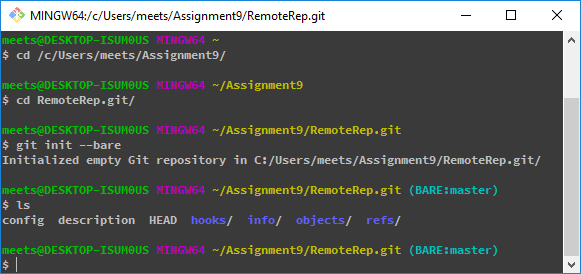 MINGW64:/c/Users/meets/Assignment9/RemoteRep.git
meets@DESKTOP-ISUM0US MINGW64 ~
$ cd /c/Users/meets/Assignment9/
meets@DESKTOP-ISUM0US MINGW64 ~/Assignment9
$ cd RemoteRep.git/
meets@DESKTOP-ISUM0US MINGW64 ~/Assignment9/RemoteRep.git
$ git init --bare
Initialized empty Git repository in C:/Users/meets/Assignment9/RemoteRep.git/
meets@DESKTOP-ISUM0US MINGW64 ~/Assignment9/RemoteRep.git (BARE:master)
$ ls
config  description  HEAD  hooks/  info/  objects/  refs/
meets@DESKTOP-ISUM0US MINGW64 ~/Assignment9/RemoteRep.git (BARE:master)
$